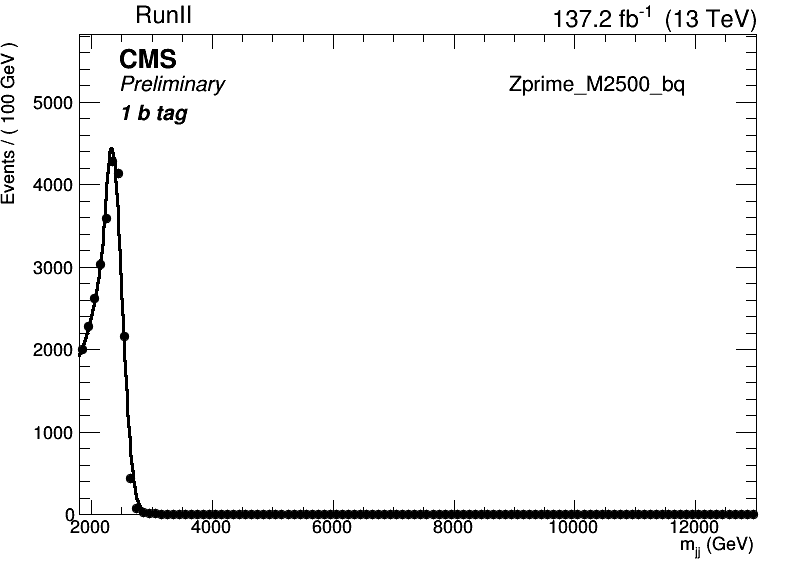 RunII
137.2 fb-1 (13 TeV)
CMS
Preliminary
1 b tag
Zprime_M2500_bq
Events / ( 100 GeV )
5000
4000
3000
2000
1000
0
2000 4000 6000 8000 10000 12000
mjj (GeV)